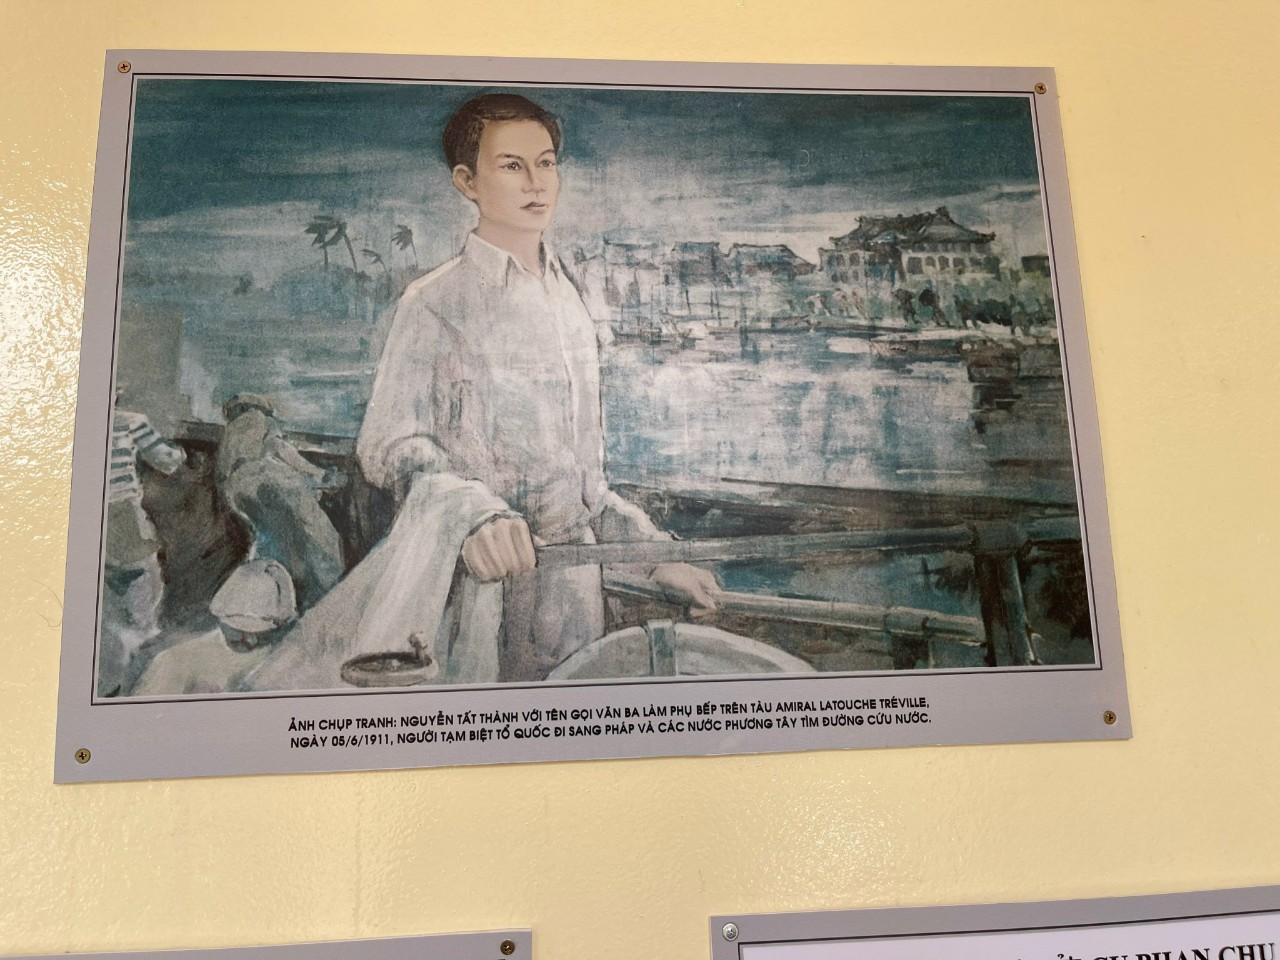 ẢNH CHỤP TRANH: NGUYỄN TẤT THÀNH VỚI TÊN GỌI VĂN BA LÀM PHỤ BẾP TRÊN TÀU AMIRAL LATOUCHE TRÉVILLE,
NGÀY 05/6/1911, NGƯỜI TẠM BIỆT TỔ QUỐC ĐI SANG PHÁP VÀ CÁC NƯỚC PHƯƠNG TÂY TÌM ĐƯỜNG CỨU NƯỚC.
CỤ PHAN CHU